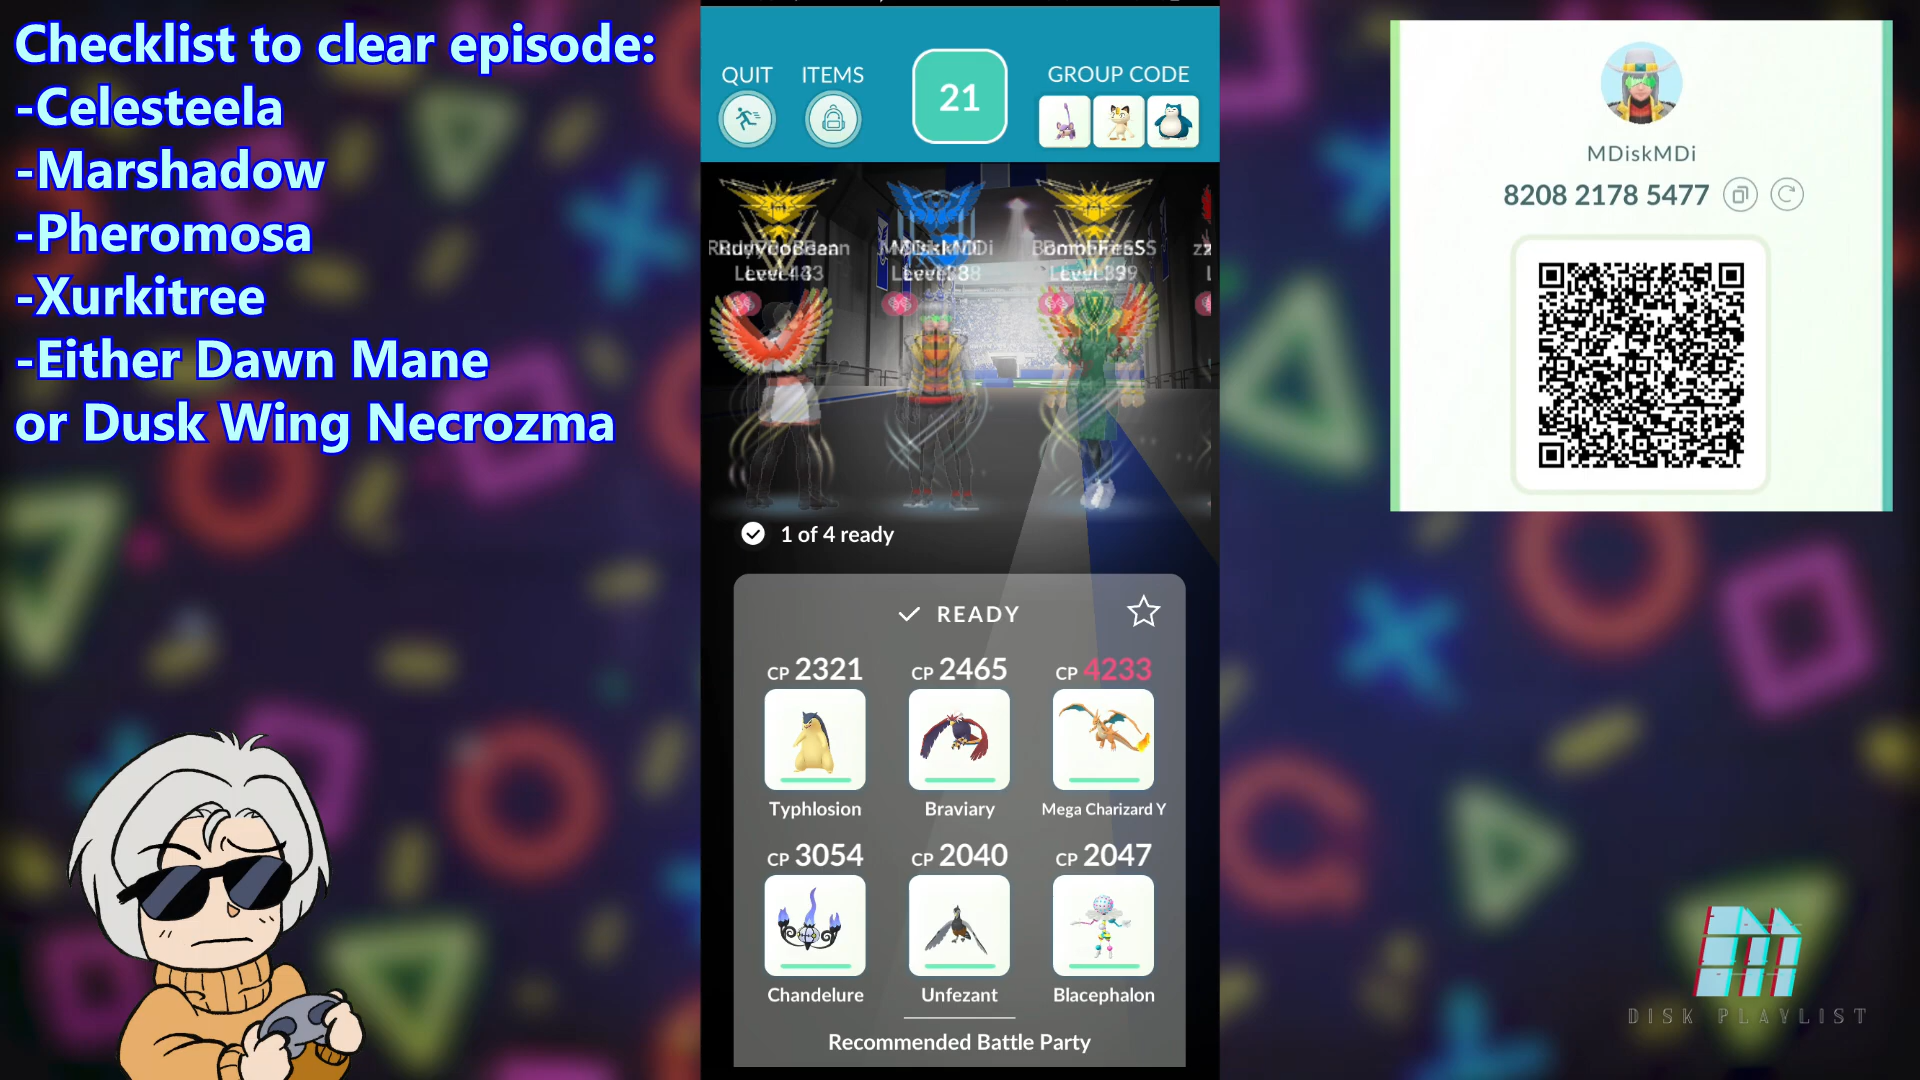 Checklist to clear episode:
-Celesteela
-Marshadow
-Pheromosa
-Xurkitree
-Either Dawn Mane
or Dusk Wing Necrozma
QUIT
ITEMS
21
GROUP CODE
MDiskMDi
1 of 4 ready
READY
CP 2321
CP 2465
CP 4233
Typhlosion
Braviary
Mega Charizard Y
CP 3054
CP 2040
CP 2047
Chandelure
Unfezant
Blacephalon
Recommended Battle Party
MDiskMDi
8208 2178 5477
DISK PLAYLIST